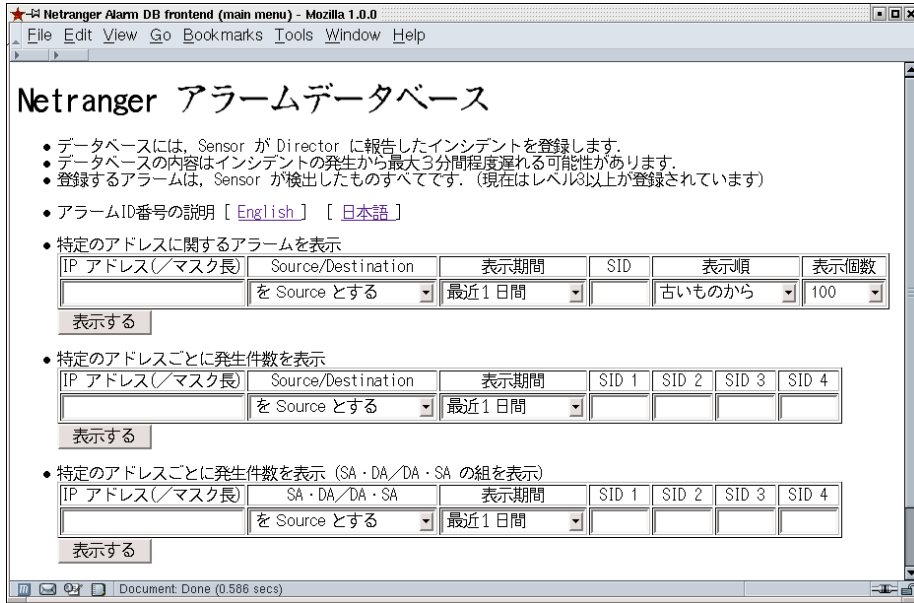 Netranger Alarm DB frontend (main menu) - Mozilla 1.0.0
File Edit View Go Bookmarks Tools Window Help
Netranger アラームデータベース
データベースには, Sensor が Director に報告したインシデントを登録します.
データベースの内容はインシデントの発生から最大3分間程度遅れる可能性があります.
登録するアラームは, Sensor が検出したものすべてです. (現在はレベル3以上が登録されています)
アラームID番号の説明 [ English ] [ 日本語 ]
特定のアドレスに関するアラームを表示
IP アドレス(／マスク長) Source/Destination 表示期間 SID 表示順 表示個数
を Source とする 最近1日間 古いものから 100
表示する
特定のアドレスごとに発生件数を表示
IP アドレス(／マスク長) Source/Destination 表示期間 SID 1 SID 2 SID 3 SID 4
を Source とする 最近1日間
表示する
特定のアドレスごとに発生件数を表示 (SA・DA／DA・SA の組を表示)
IP アドレス(／マスク長) SA・DA／DA・SA 表示期間 SID 1 SID 2 SID 3 SID 4
を Source とする 最近1日間
表示する
Document: Done (0.586 secs)